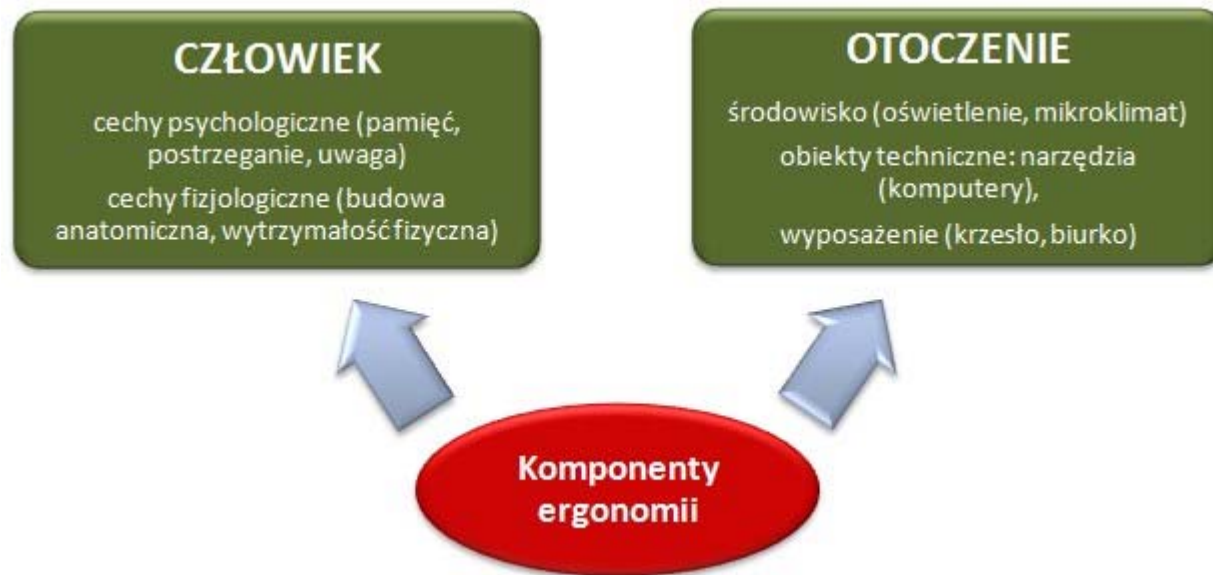 CZŁOWIEK
cechy psychologiczne (pamięć,
postrzeganie, uwaga)
cechy fizjologiczne (budowa
anatomiczna, wytrzymałość fizyczna)
OTOCZENIE
środowisko (oświetlenie, mikroklimat)
obiekty techniczne: narzędzia
(komputery),
wyposażenie (krzesło, biurko)
Komponenty
ergonomii